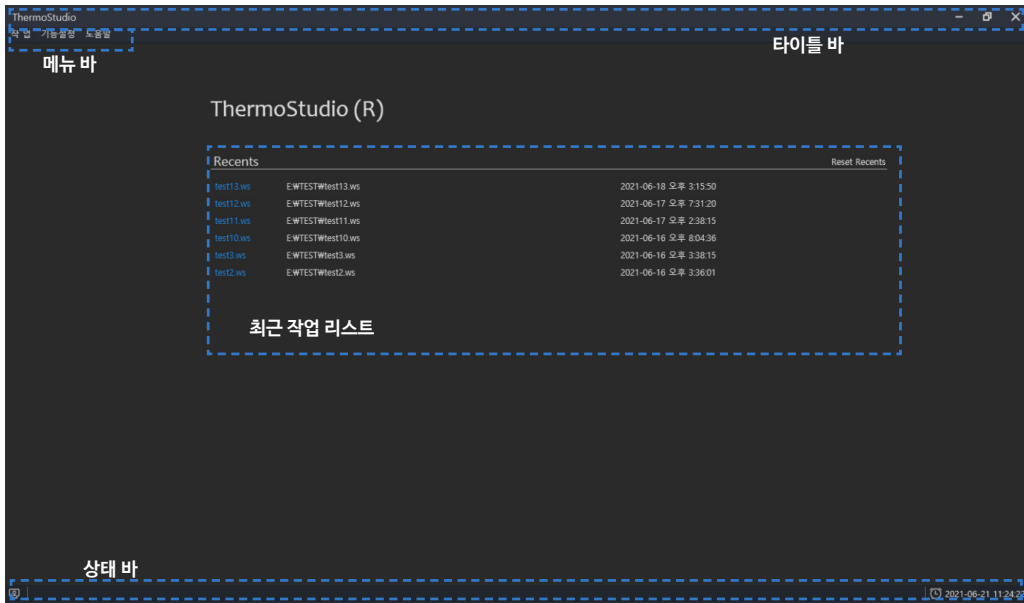 ThermoStudio
타이틀 바
작 업 기능설정 도움말
메뉴 바
ThermoStudio (R)
Recents Reset Recents
test13.ws E:₩TEST₩test13.ws 2021-06-18 오후 3:15:50
test12.ws E:₩TEST₩test12.ws 2021-06-17 오후 7:31:20
test11.ws E:₩TEST₩test11.ws 2021-06-17 오후 2:38:15
test10.ws E:₩TEST₩test10.ws 2021-06-16 오후 8:04:36
test3.ws E:₩TEST₩test3.ws 2021-06-16 오후 3:38:15
test2.ws E:₩TEST₩test2.ws 2021-06-16 오후 3:36:01
최근 작업 리스트
상태 바
2021-06-21 11:24:27